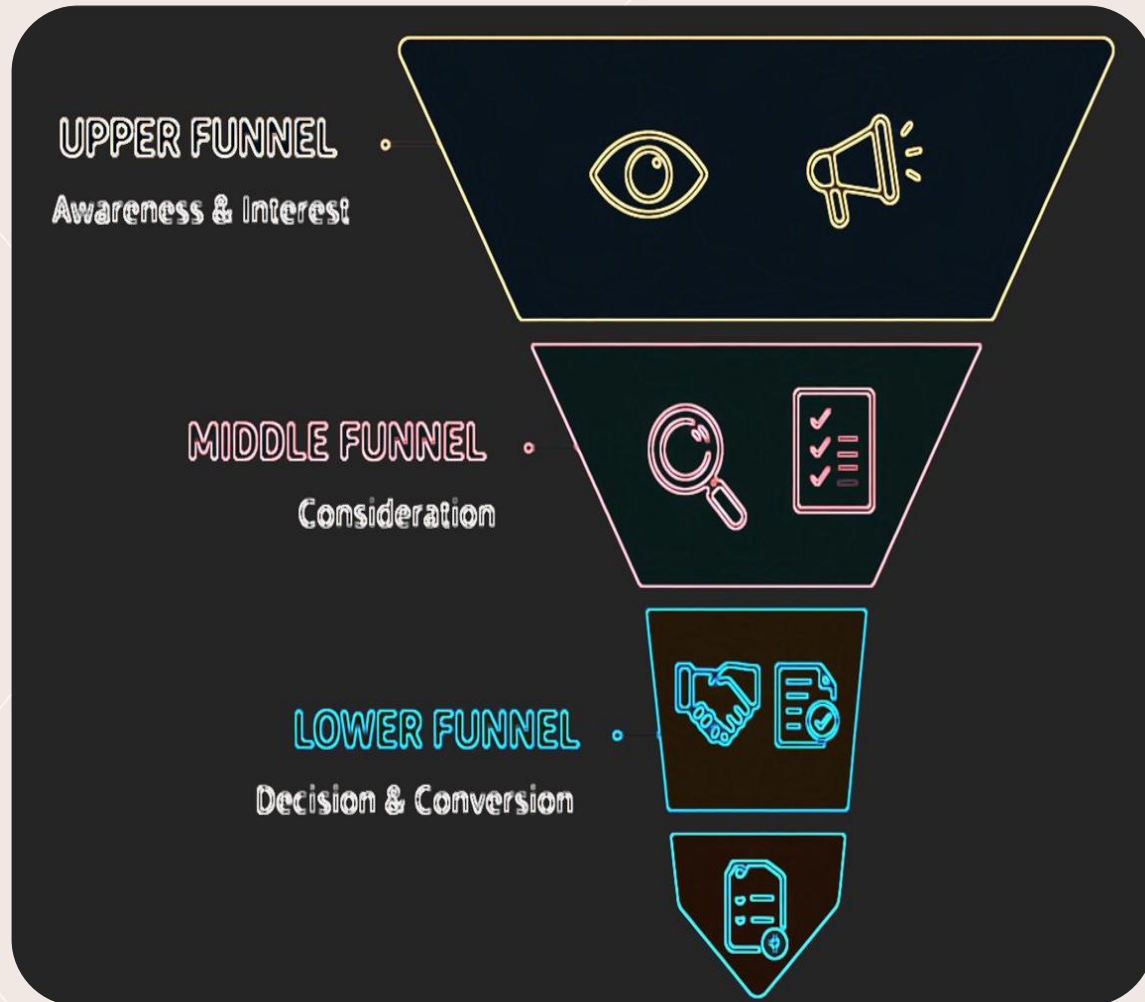 UPPER FUNNEL
Awareness & Interest
MIDDLE FUNNEL
Consideration
LOWER FUNNEL
Decision & Conversion